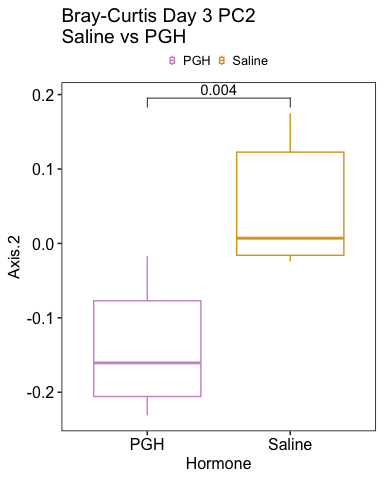 Bray-Curtis Day 3 PC2
Saline vs PGH
PGH Saline
0.004
0.2
0.1
0.0
-0.1
-0.2
Axis.2
PGH Saline
Hormone